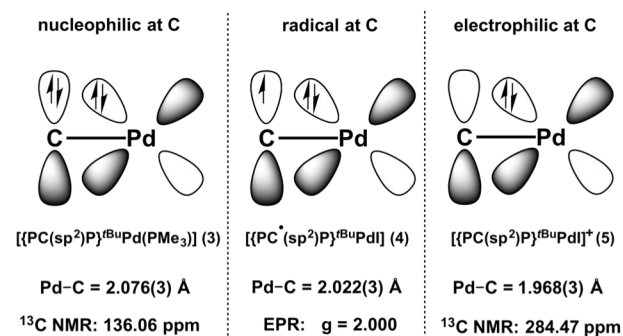 nucleophilic at C
radical at C
electrophilic at C
C Pd
C Pd
C Pd
[{PC(sp²)P}ᵗᴮᵘPd(PMe₃)] (3)
[{PC•(sp²)P}ᵗᴮᵘPdI] (4)
[{PC(sp²)P}ᵗᴮᵘPdI]⁺ (5)
Pd−C = 2.076(3) Å
Pd−C = 2.022(3) Å
Pd−C = 1.968(3) Å
¹³C NMR: 136.06 ppm
EPR: g = 2.000
¹³C NMR: 284.47 ppm